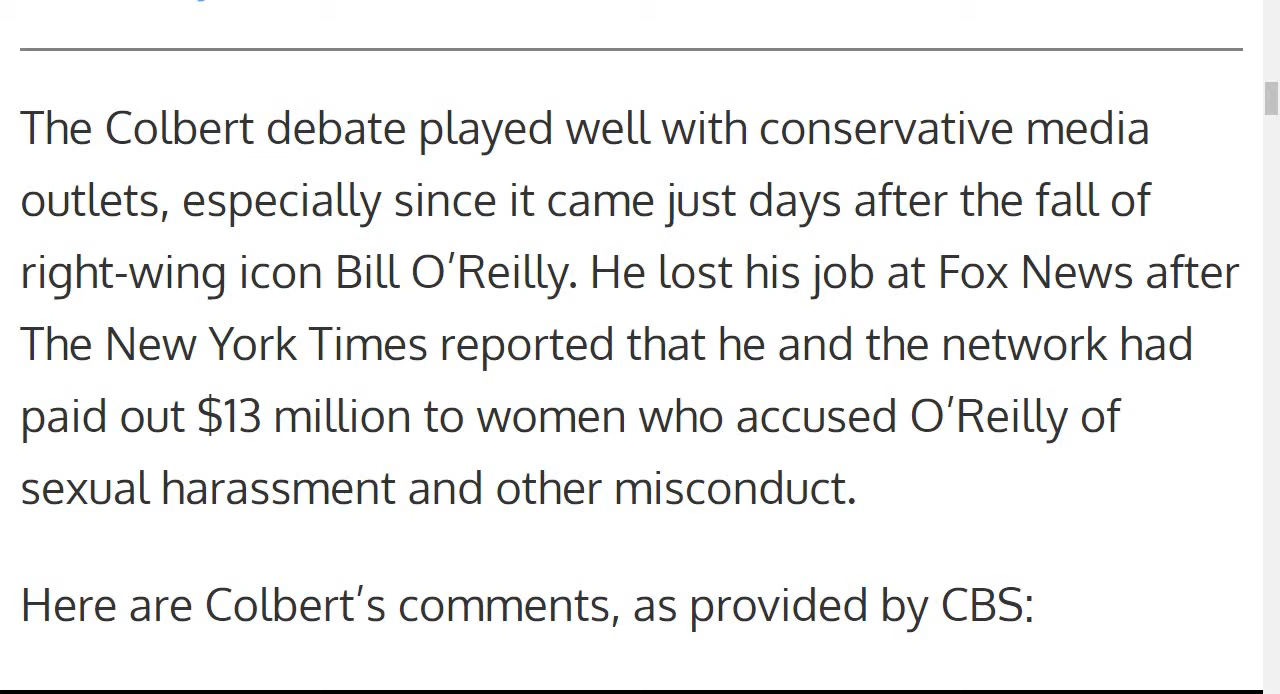 The Colbert debate played well with conservative media
outlets, especially since it came just days after the fall of
right-wing icon Bill O’Reilly. He lost his job at Fox News after
The New York Times reported that he and the network had
paid out $13 million to women who accused O’Reilly of
sexual harassment and other misconduct.
Here are Colbert’s comments, as provided by CBS: